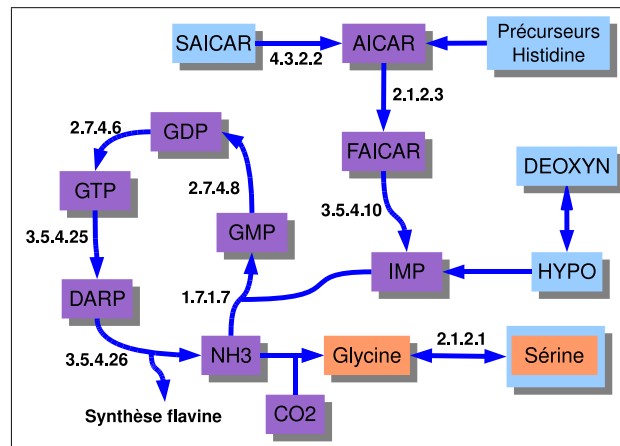 SAICAR
4.3.2.2
AICAR
Précurseurs
Histidine
2.1.2.3
2.7.4.6
GDP
FAICAR
GTP
2.7.4.8
DEOXYN
3.5.4.25
GMP
3.5.4.10
IMP
HYPO
DARP
1.7.1.7
3.5.4.26
NH3
Glycine
2.1.2.1
Sérine
Synthèse flavine
CO2